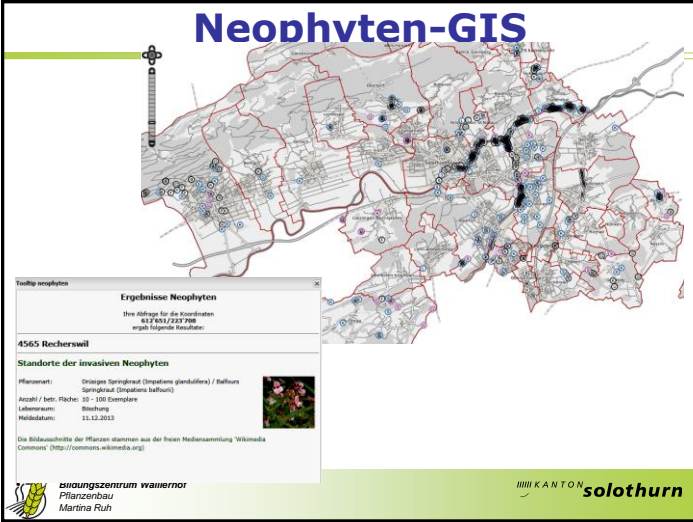 Neophyten-GIS
Tooltip neophyten
Ergebnisse Neophyten
Ihre Abfrage für die Koordinaten
612'651/223'708
ergab folgende Resultate:
4565 Recherswil
Standorte der invasiven Neophyten
Pflanzenart: Drüsiges Springkraut (Impatiens glandulifera) / Balfours
Springkraut (Impatiens balfourii)
Anzahl / betr. Fläche: 10 - 100 Exemplare
Lebensraum: Böschung
Meldedatum: 11.12.2013
Die Bildausschnitte der Pflanzen stammen aus der freien Mediensammlung 'Wikimedia
Commons' (http://commons.wikimedia.org)
Bildungszentrum Wallierhof
Pflanzenbau
Martina Ruh
KANTON solothurn